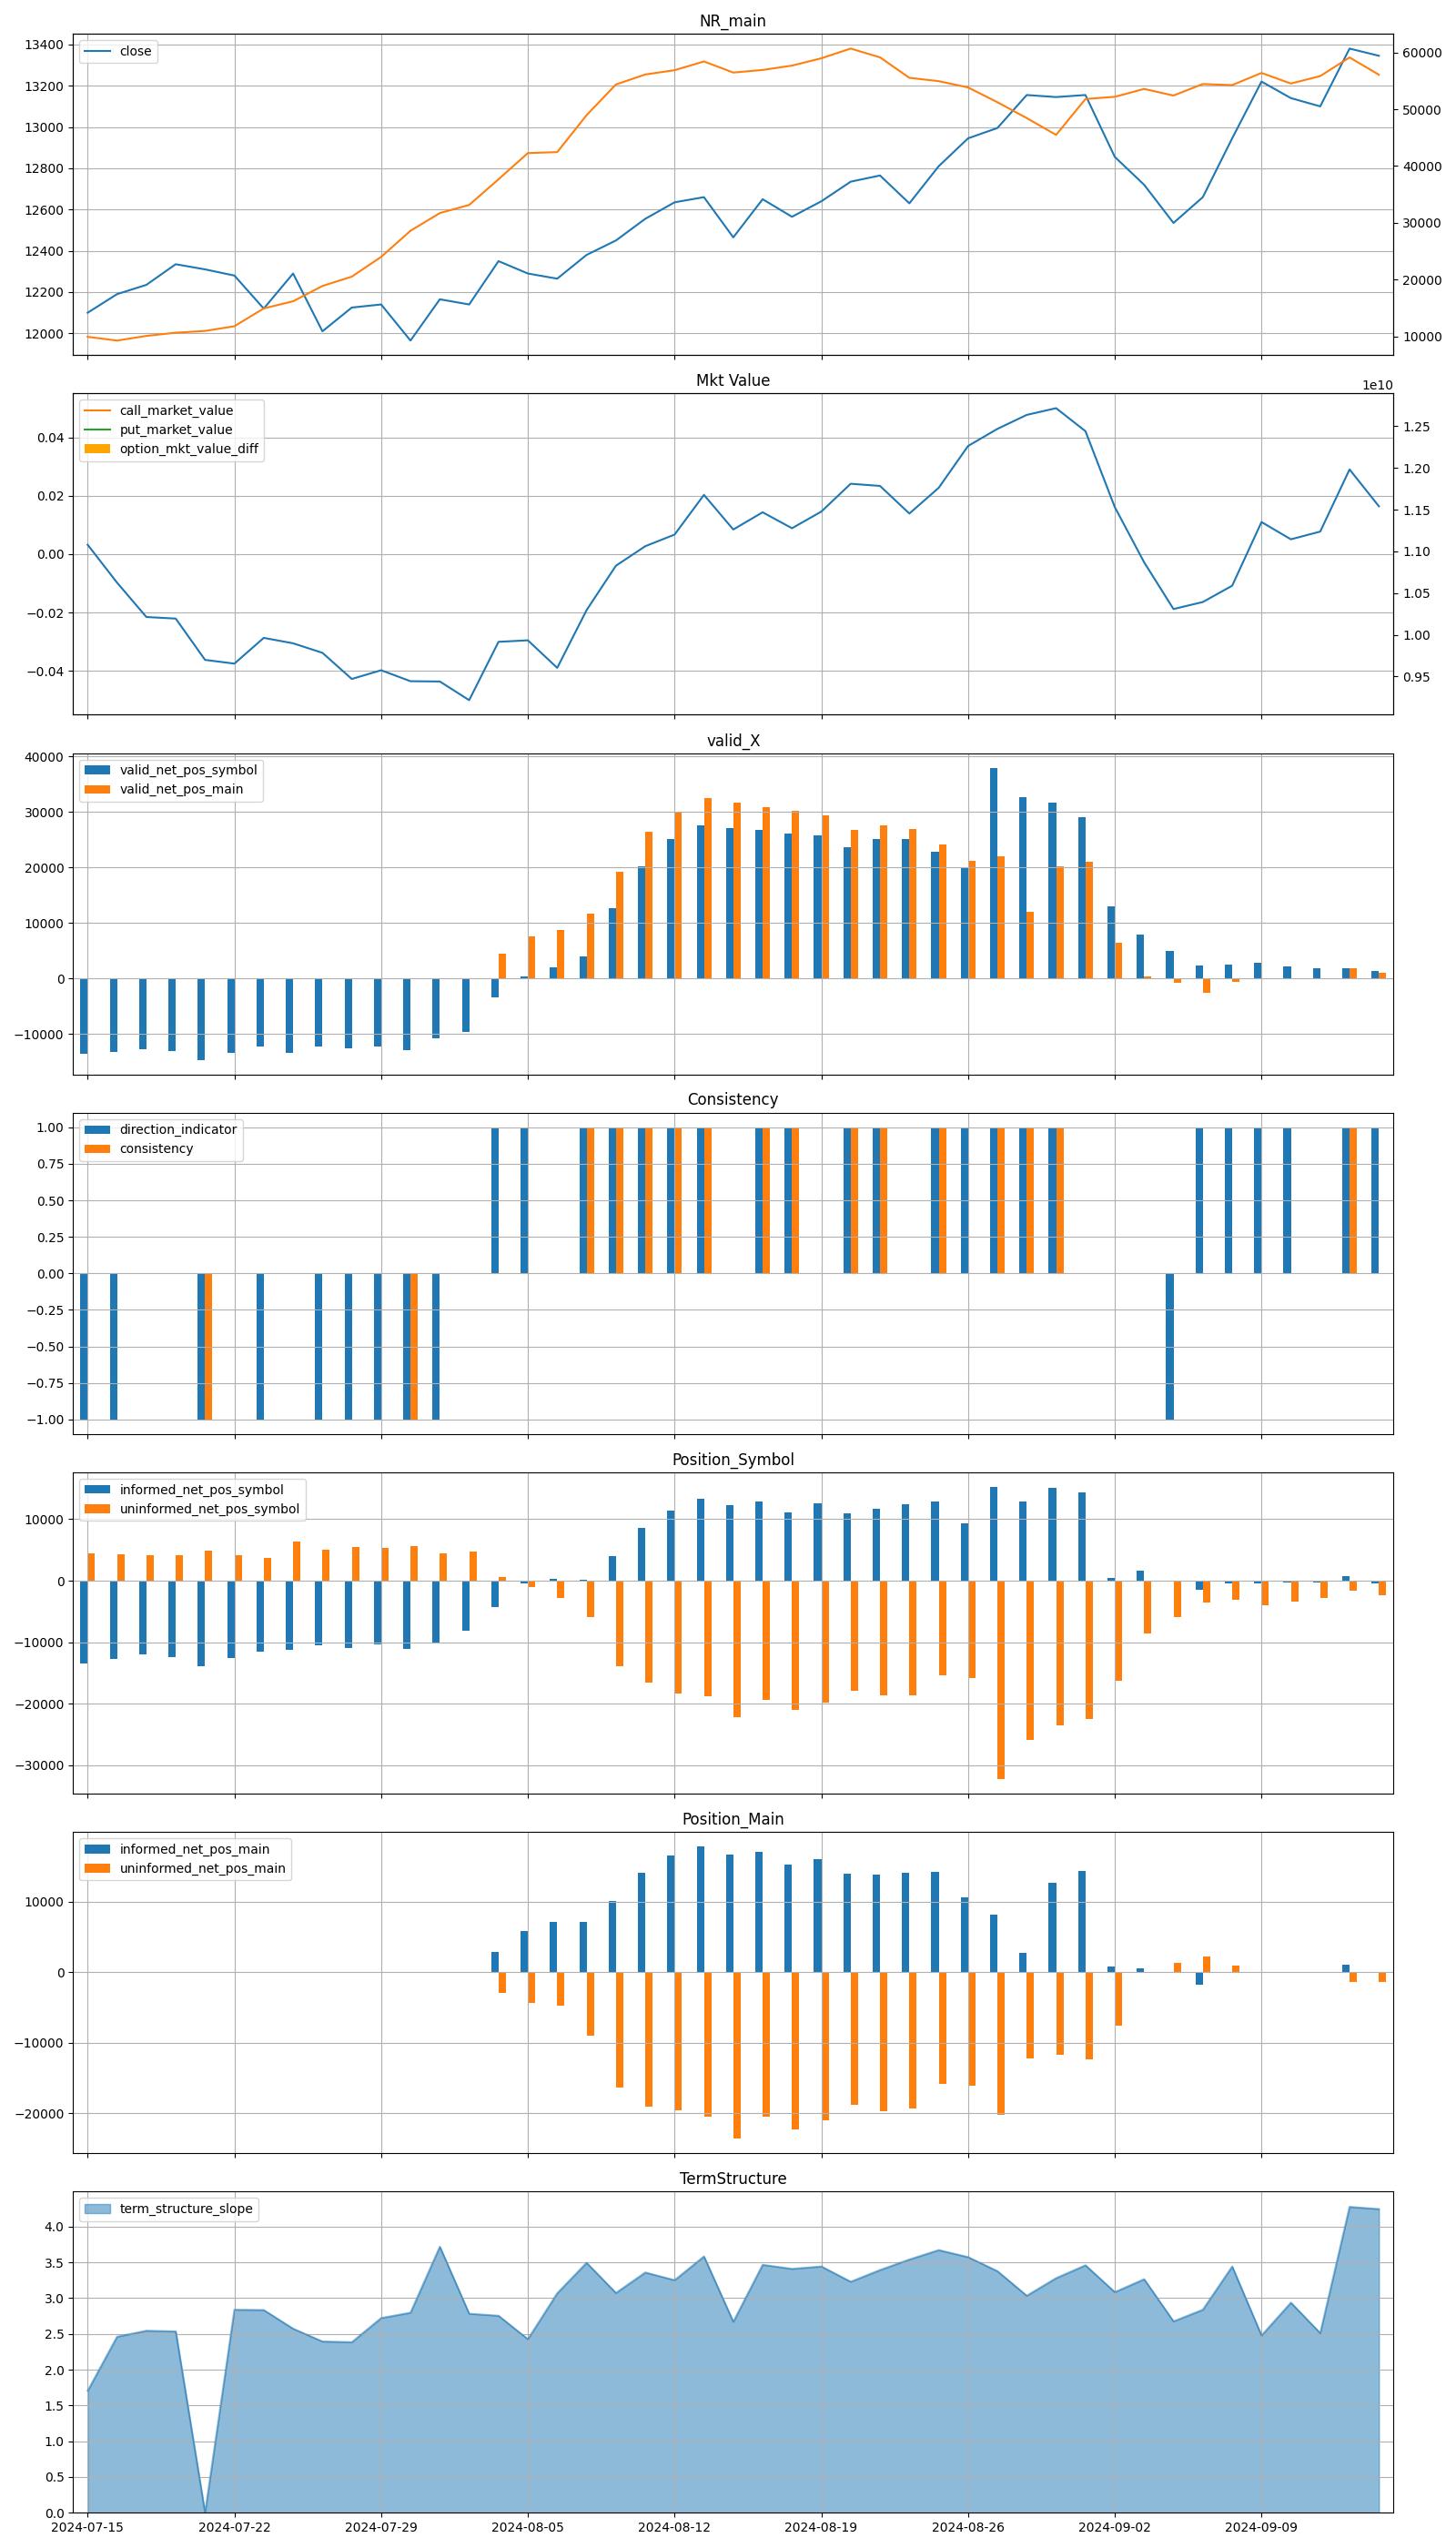 NR_main
close
13400
13200
13000
12800
12600
12400
12200
12000
60000
50000
40000
30000
20000
10000
Mkt Value
1e10
call_market_value
put_market_value
option_mkt_value_diff
0.04
0.02
0.00
−0.02
−0.04
1.25
1.20
1.15
1.10
1.05
1.00
0.95
valid_X
valid_net_pos_symbol
valid_net_pos_main
40000
30000
20000
10000
0
−10000
Consistency
direction_indicator
consistency
1.00
0.75
0.50
0.25
0.00
−0.25
−0.50
−0.75
−1.00
Position_Symbol
informed_net_pos_symbol
uninformed_net_pos_symbol
10000
0
−10000
−20000
−30000
Position_Main
informed_net_pos_main
uninformed_net_pos_main
10000
0
−10000
−20000
TermStructure
term_structure_slope
4.0
3.5
3.0
2.5
2.0
1.5
1.0
0.5
0.0
2024-07-15 2024-07-22 2024-07-29 2024-08-05 2024-08-12 2024-08-19 2024-08-26 2024-09-02 2024-09-09